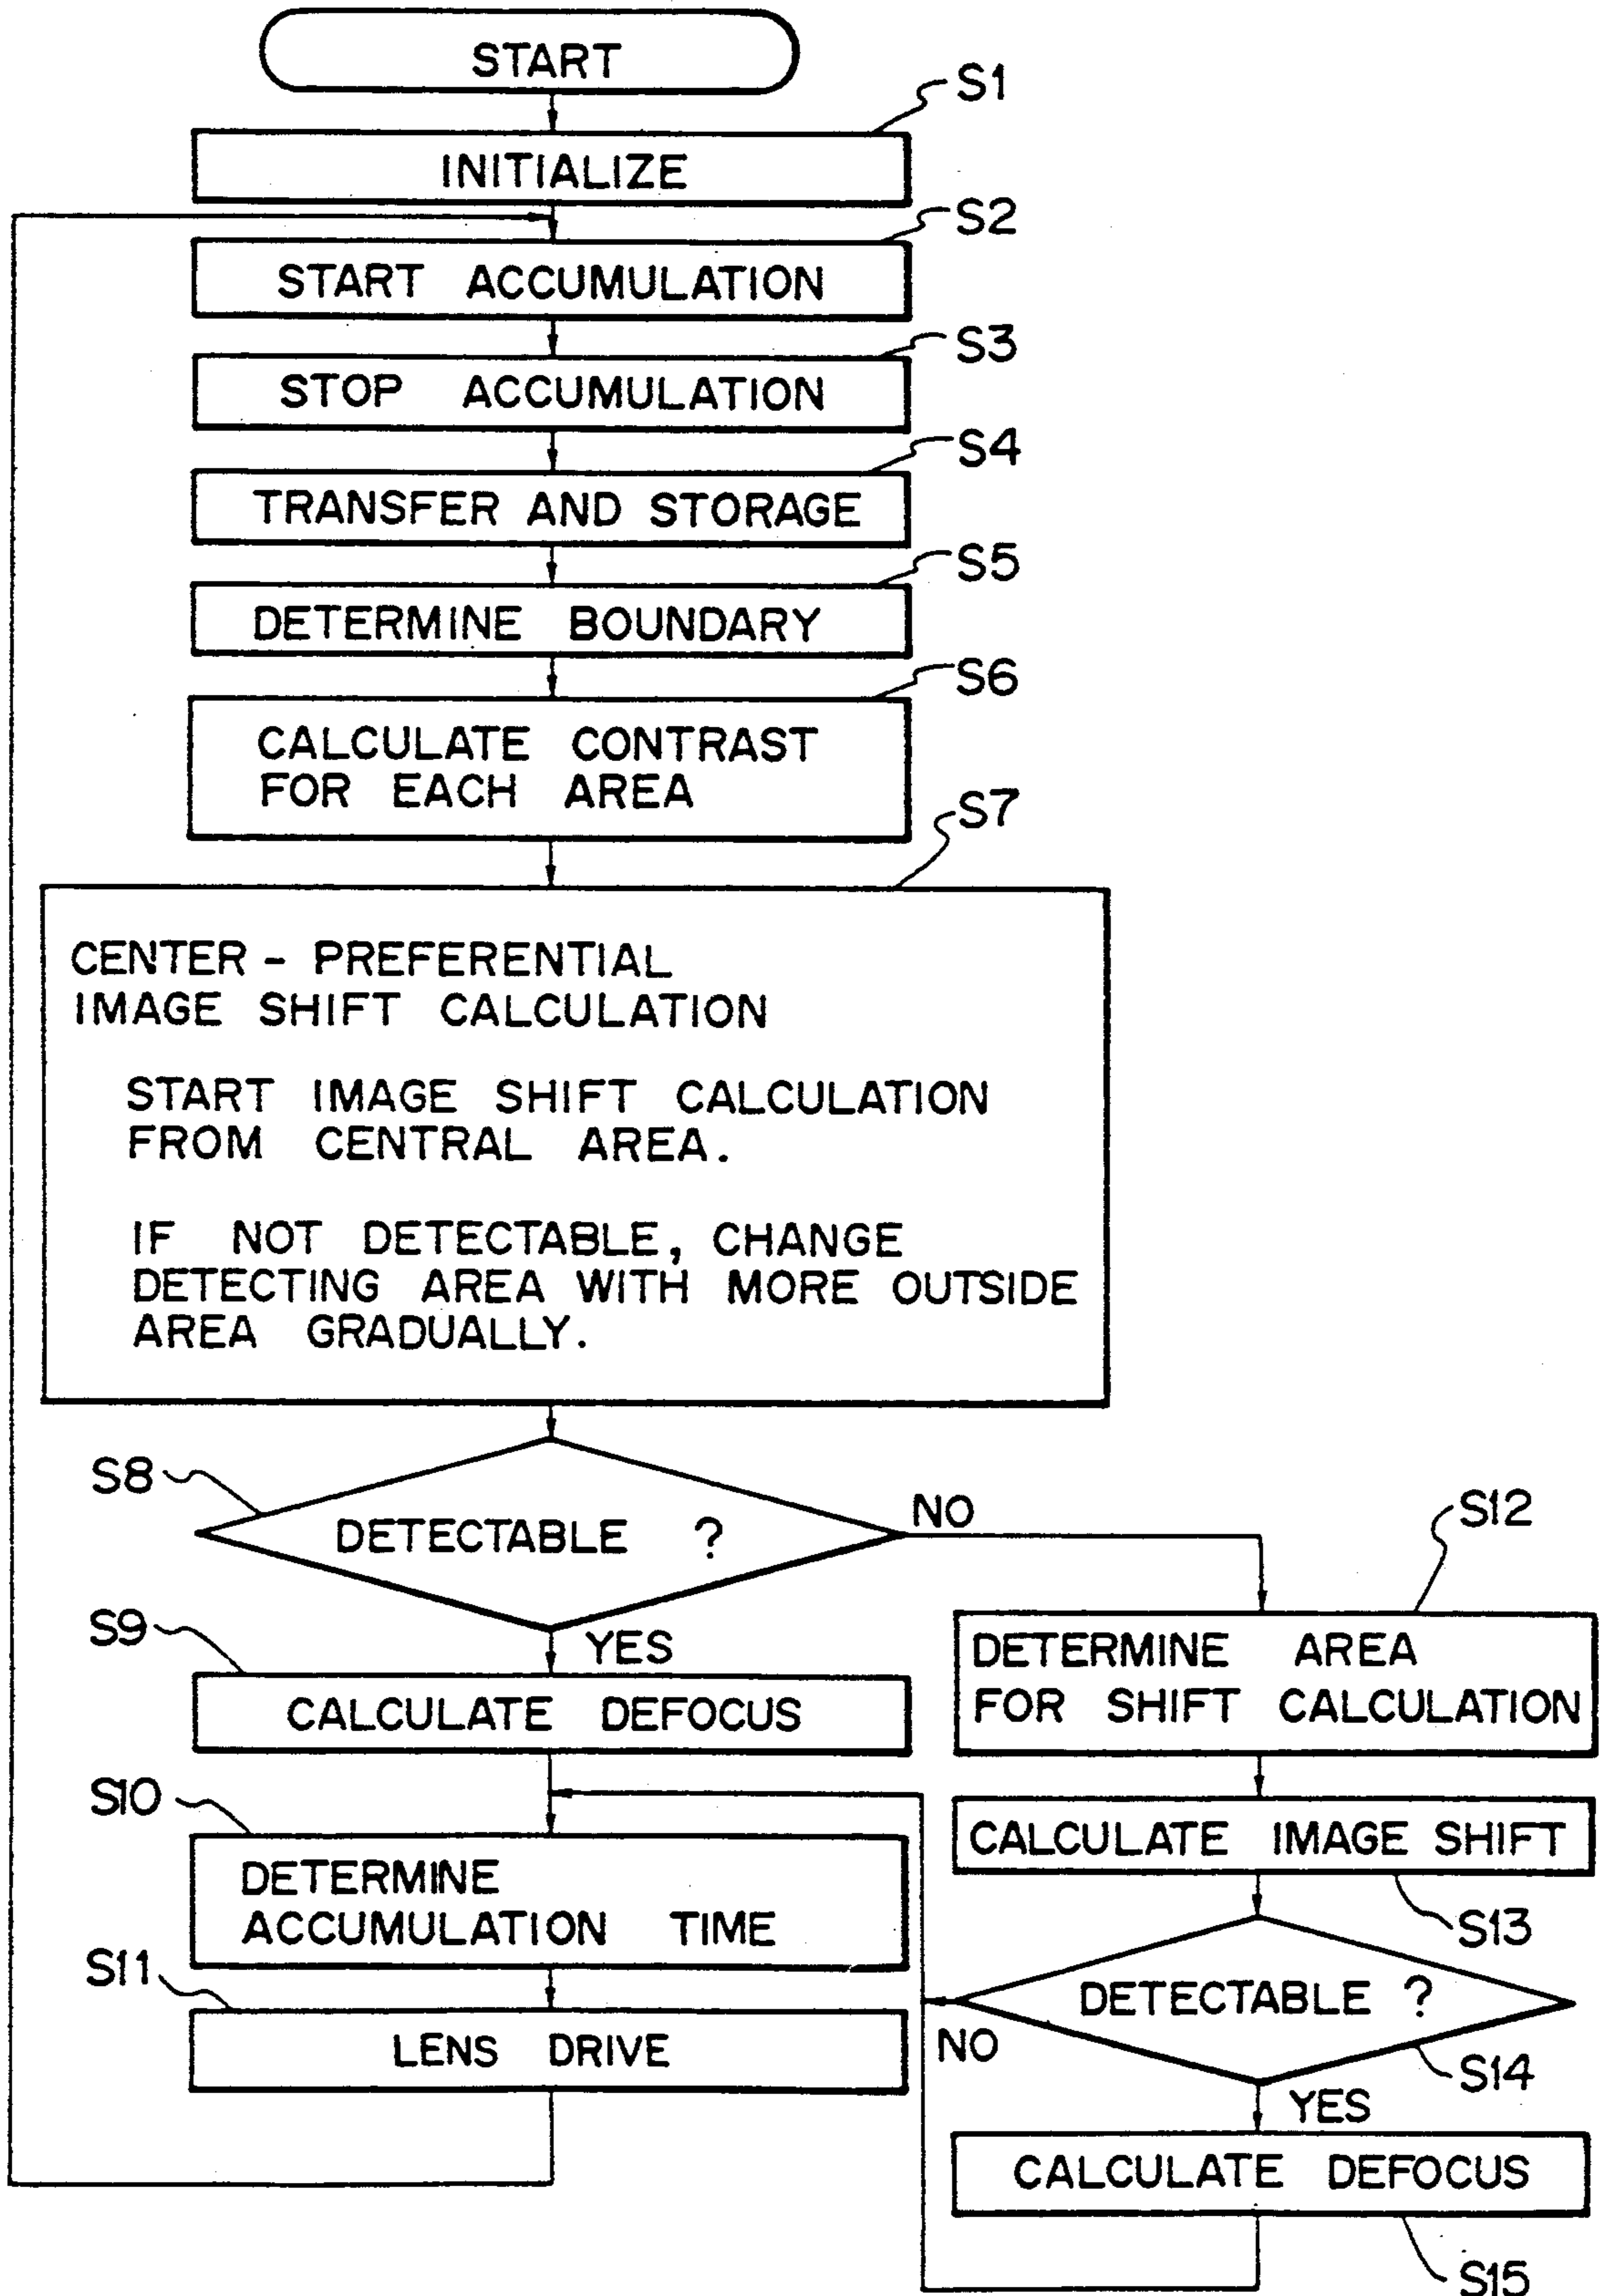 START
S1
INITIALIZE
S2
START ACCUMULATION
S3
STOP ACCUMULATION
S4
TRANSFER AND STORAGE
S5
DETERMINE BOUNDARY
S6
CALCULATE CONTRAST
FOR EACH AREA
S7
CENTER - PREFERENTIAL
IMAGE SHIFT CALCULATION
START IMAGE SHIFT CALCULATION
FROM CENTRAL AREA.
IF NOT DETECTABLE, CHANGE
DETECTING AREA WITH MORE OUTSIDE
AREA GRADUALLY.
S8
DETECTABLE ?
NO
YES
S9
CALCULATE DEFOCUS
S10
DETERMINE
ACCUMULATION TIME
S11
LENS DRIVE
S12
DETERMINE AREA
FOR SHIFT CALCULATION
CALCULATE IMAGE SHIFT
S13
DETECTABLE ?
NO
S14
YES
CALCULATE DEFOCUS
S15